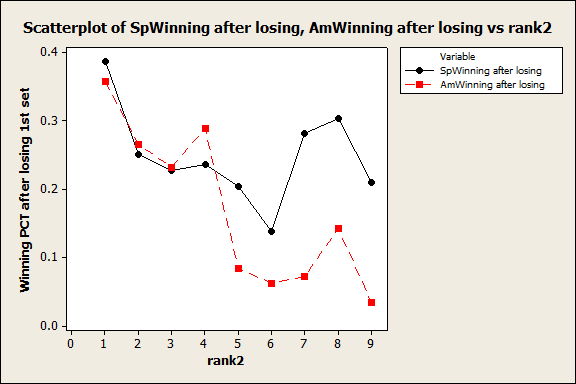 Scatterplot of SpWinning after losing, AmWinning after losing vs rank2
Variable
SpWinning after losing
AmWinning after losing
Winning PCT after losing 1st set
0.4
0.3
0.2
0.1
0.0
0 1 2 3 4 5 6 7 8 9
rank2